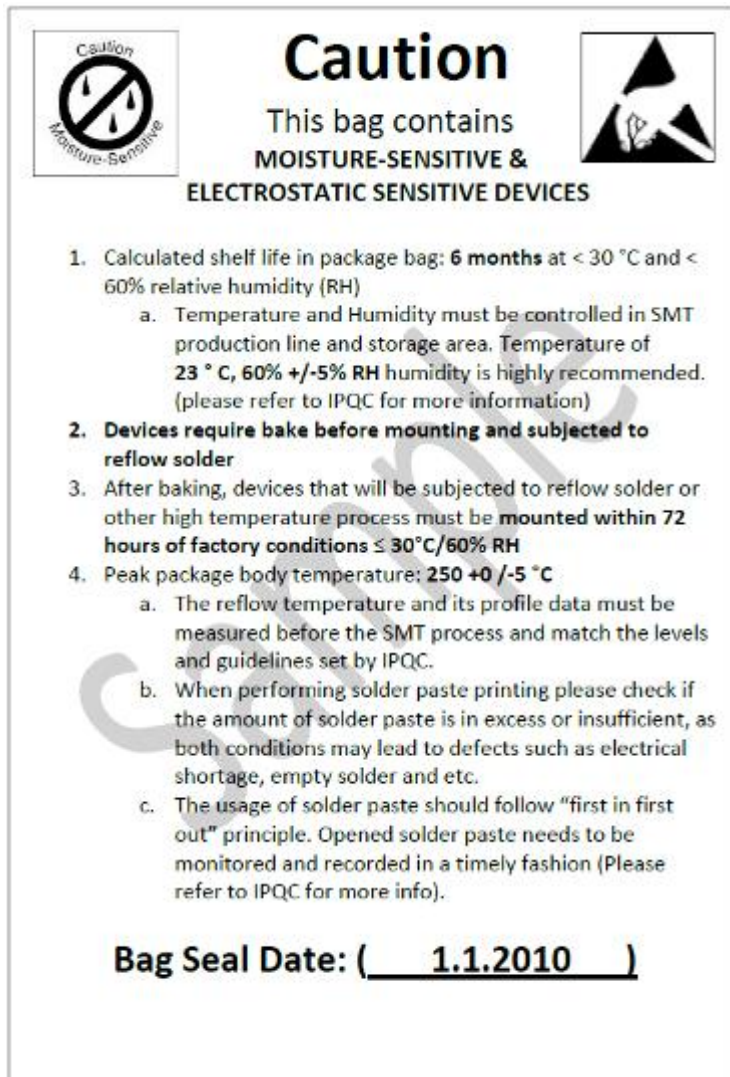 Caution
Moisture-Sensitive
Caution
This bag contains
MOISTURE-SENSITIVE &
ELECTROSTATIC SENSITIVE DEVICES
1. Calculated shelf life in package bag: 6 months at < 30 °C and <
60% relative humidity (RH)
a. Temperature and Humidity must be controlled in SMT
production line and storage area. Temperature of
23 ° C, 60% +/-5% RH humidity is highly recommended.
(please refer to IPQC for more information)
2. Devices require bake before mounting and subjected to
reflow solder
3. After baking, devices that will be subjected to reflow solder or
other high temperature process must be mounted within 72
hours of factory conditions ≤ 30°C/60% RH
4. Peak package body temperature: 250 +0 /-5 °C
a. The reflow temperature and its profile data must be
measured before the SMT process and match the levels
and guidelines set by IPQC.
b. When performing solder paste printing please check if
the amount of solder paste is in excess or insufficient, as
both conditions may lead to defects such as electrical
shortage, empty solder and etc.
c. The usage of solder paste should follow “first in first
out” principle. Opened solder paste needs to be
monitored and recorded in a timely fashion (Please
refer to IPQC for more info).
Bag Seal Date: ( 1.1.2010 )
Sample